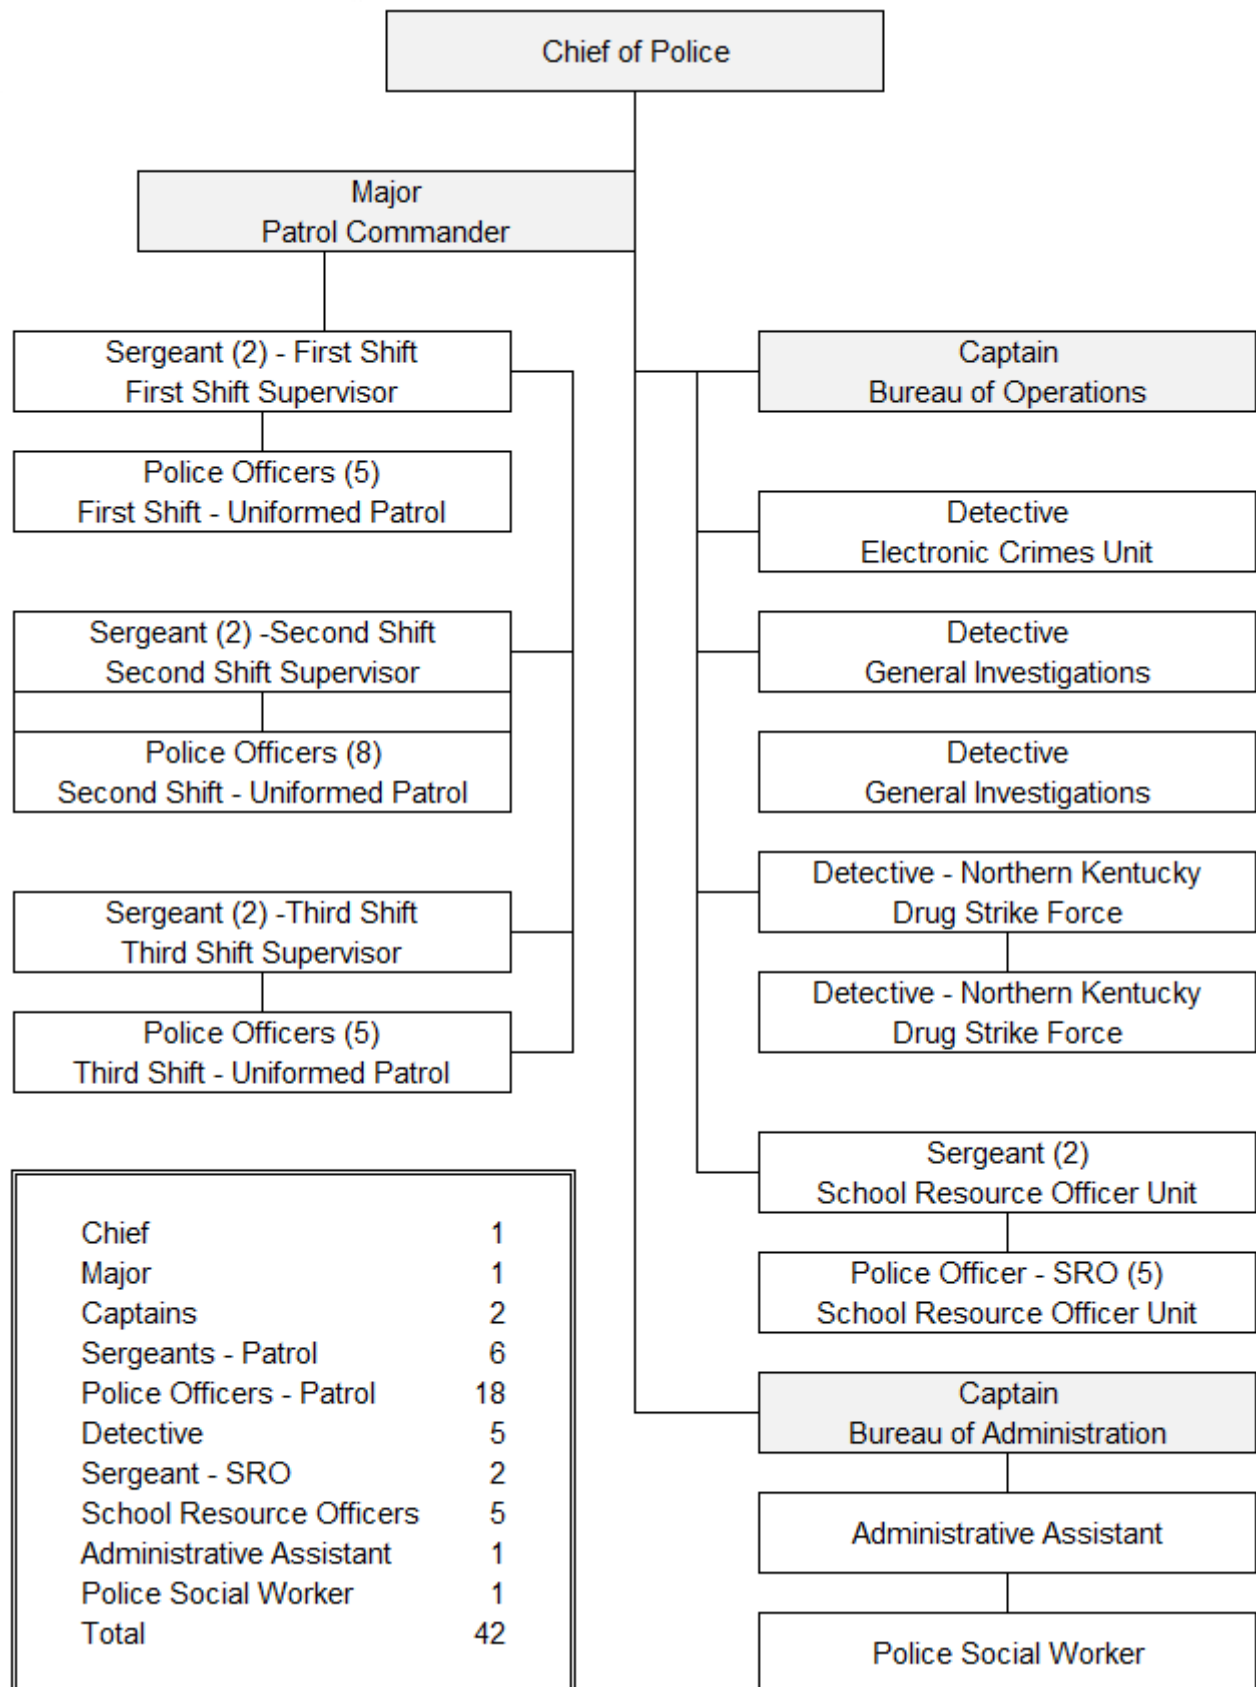 Chief of Police
Major
Patrol Commander
Sergeant (2) - First Shift
First Shift Supervisor
Police Officers (5)
First Shift - Uniformed Patrol
Sergeant (2) -Second Shift
Second Shift Supervisor
Police Officers (8)
Second Shift - Uniformed Patrol
Sergeant (2) -Third Shift
Third Shift Supervisor
Police Officers (5)
Third Shift - Uniformed Patrol
Captain
Bureau of Operations
Detective
Electronic Crimes Unit
Detective
General Investigations
Detective
General Investigations
Detective - Northern Kentucky
Drug Strike Force
Detective - Northern Kentucky
Drug Strike Force
Sergeant (2)
School Resource Officer Unit
Police Officer - SRO (5)
School Resource Officer Unit
Captain
Bureau of Administration
Administrative Assistant
Police Social Worker
Chief 1
Major 1
Captains 2
Sergeants - Patrol 6
Police Officers - Patrol 18
Detective 5
Sergeant - SRO 2
School Resource Officers 5
Administrative Assistant 1
Police Social Worker 1
Total 42